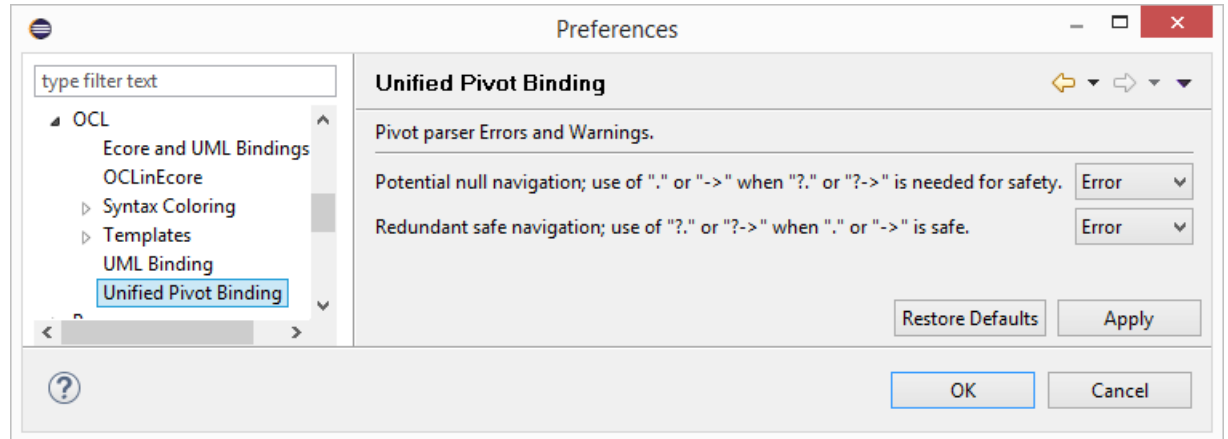 Preferences
type filter text
OCL
Ecore and UML Bindings
OCLinEcore
Syntax Coloring
Templates
UML Binding
Unified Pivot Binding
Unified Pivot Binding
Pivot parser Errors and Warnings.
Potential null navigation; use of "." or "->" when "?." or "?->" is needed for safety. Error
Redundant safe navigation; use of "?." or "?->" when "." or "->" is safe. Error
Restore Defaults Apply
OK Cancel